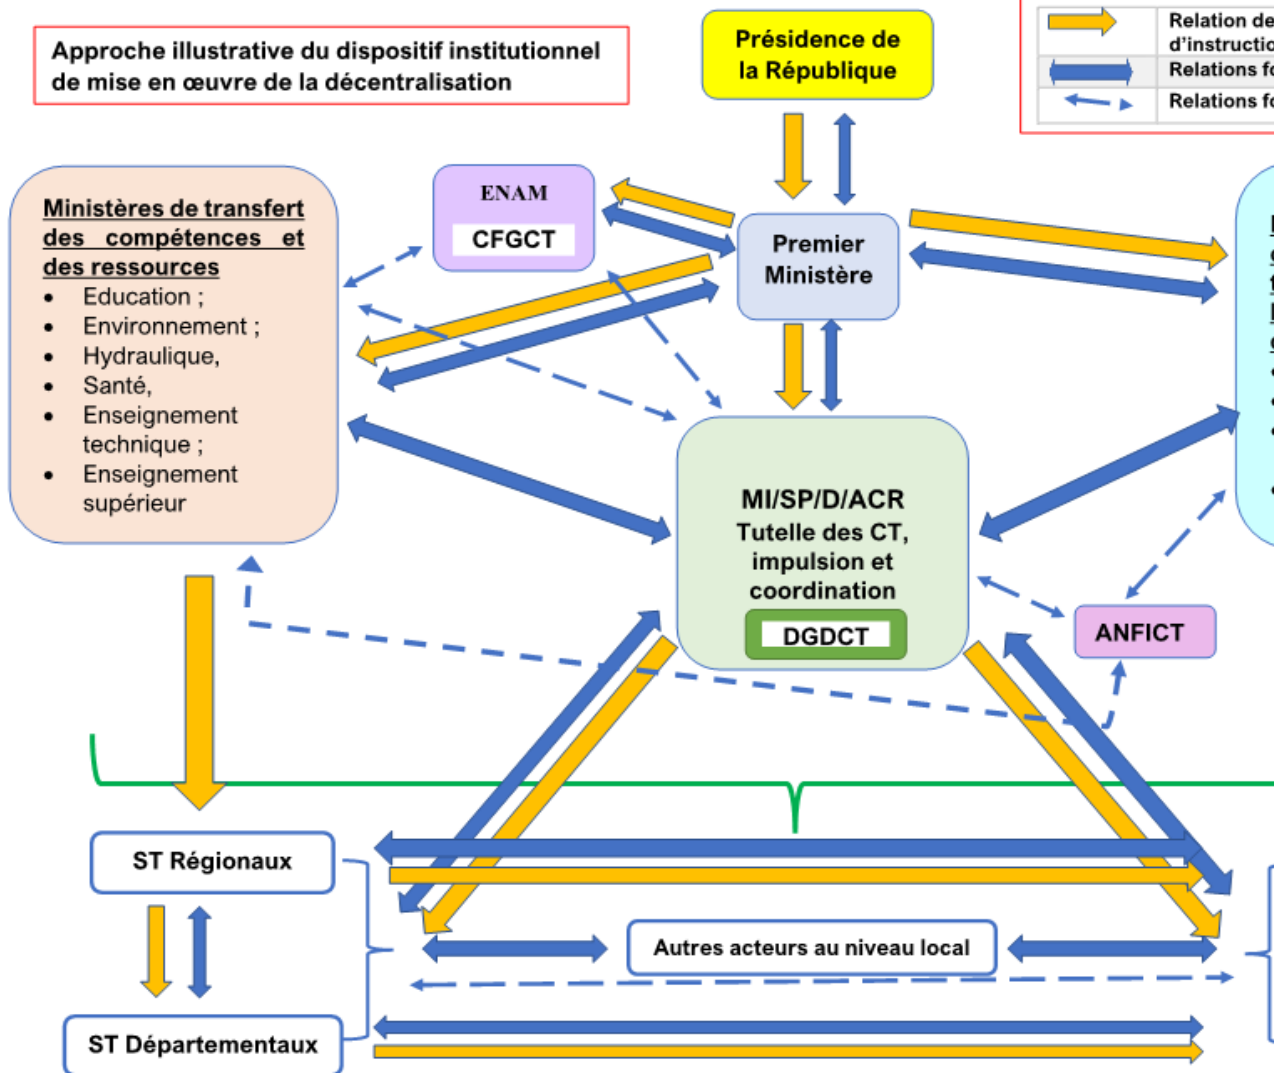 Approche illustrative du dispositif institutionnel
de mise en œuvre de la décentralisation
Présidence de
la République
Relation de
Relations
Relations
Ministères de transfert
des compétences et
des ressources
• Education ;
• Environnement ;
• Hydraulique,
• Santé,
• Enseignement
technique ;
• Enseignement
supérieur
ENAM
CFGCT
Premier
Ministère
MI/SP/D/ACR
Tutelle des CT,
impulsion et
coordination
DGDCT
ANFICT
ST Régionaux
Autres acteurs au niveau local
ST Départementaux